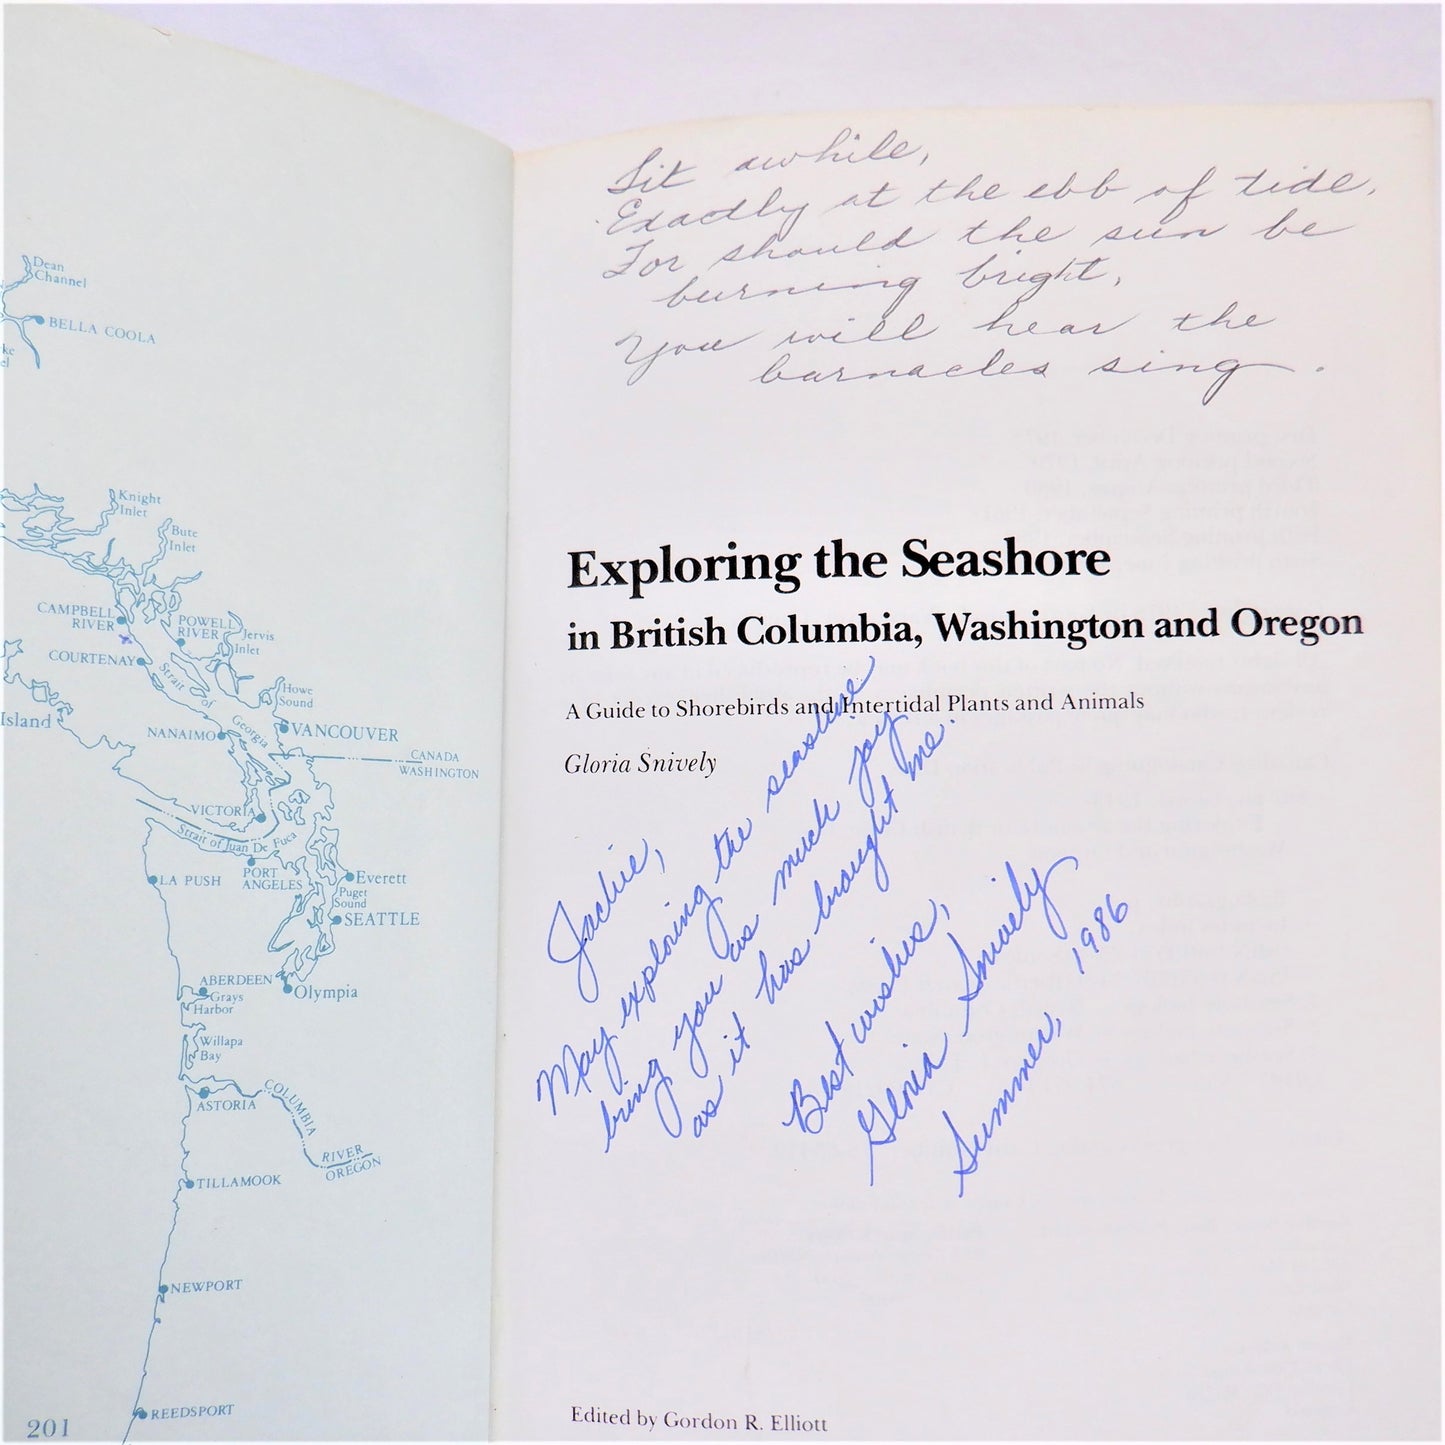 Dean
Channel
BELLA COOLA
Knight
Inlet
Bute
Inlet
CAMPBELL
RIVER
POWELL
RIVER
Jervis
Inlet
COURTENAY
Strait of Georgia
Howe
Sound
Island
NANAIMO
VANCOUVER
CANADA
WASHINGTON
VICTORIA
Strait of Juan De Fuca
PORT
ANGELES
LA PUSH
Everett
Puget
Sound
SEATTLE
ABERDEEN
Grays
Harbor
Olympia
Willapa
Bay
ASTORIA
COLUMBIA RIVER
OREGON
TILLAMOOK
NEWPORT
REEDSPORT
201
Sit awhile,
Exactly at the ebb of tide,
For should the sun be
burning bright,
You will hear the
barnacles sing.
Exploring the Seashore
in British Columbia, Washington and Oregon
A Guide to Shorebirds and Intertidal Plants and Animals
Gloria Snively
Jackie,
May exploring the seashore
bring you as much joy
as it has brought me.
Best wishes,
Gloria Snively
Summer, 1986
Edited by Gordon R. Elliott